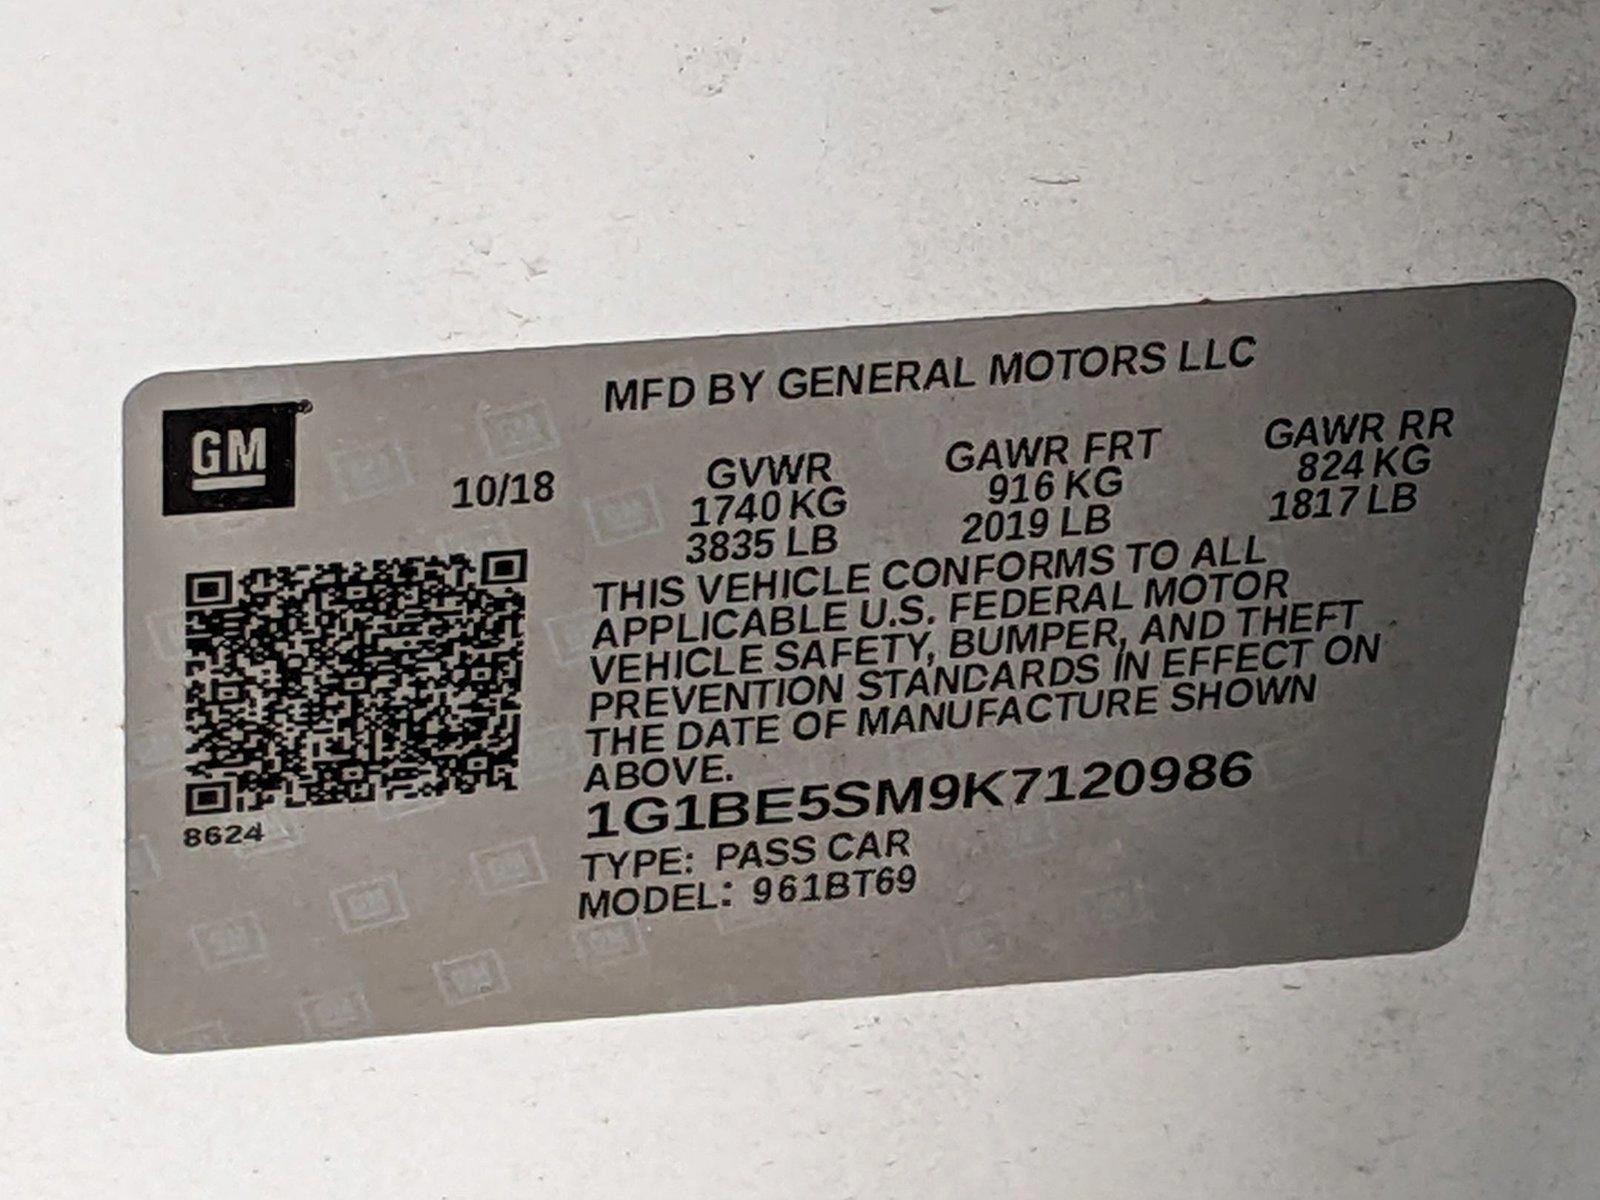 GM
MFD BY GENERAL MOTORS LLC
10/18
GVWR
1740 KG
3835 LB
GAWR FRT
916 KG
2019 LB
GAWR RR
824 KG
1817 LB
THIS VEHICLE CONFORMS TO ALL
APPLICABLE U.S. FEDERAL MOTOR
VEHICLE SAFETY, BUMPER, AND THEFT
PREVENTION STANDARDS IN EFFECT ON
THE DATE OF MANUFACTURE SHOWN
ABOVE.
1G1BE5SM9K7120986
TYPE: PASS CAR
MODEL: 961BT69
8624